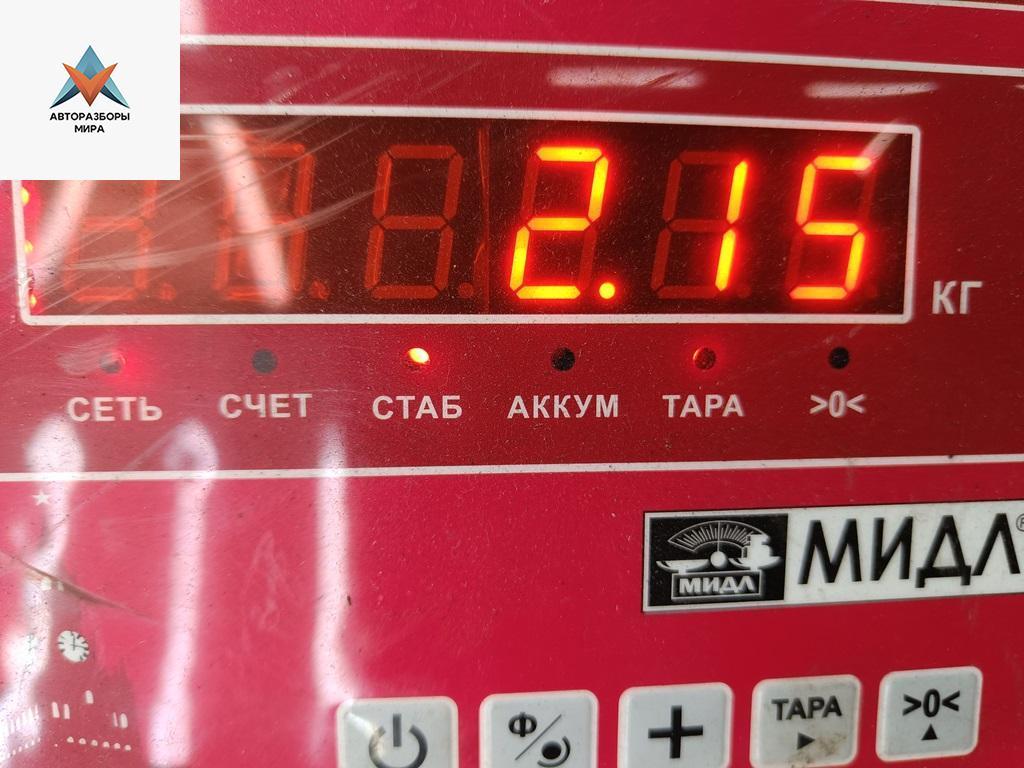 АВТОРАЗБОРЫ
МИРА
2.15
КГ
СЕТЬ СЧЕТ СТАБ АККУМ ТАРА >0<
МИДЛ МИДЛ®
Ф/
+ ТАРА >0<